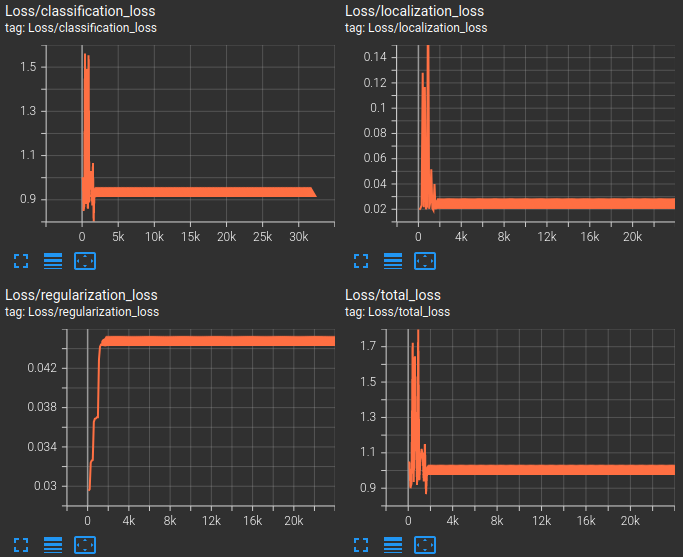 Loss/classification_loss
tag: Loss/classification_loss
1.5
1.3
1.1
0.9
0 5k 10k 15k 20k 25k 30k
Loss/localization_loss
tag: Loss/localization_loss
0.14
0.12
0.1
0.08
0.06
0.04
0.02
0 4k 8k 12k 16k 20k
Loss/regularization_loss
tag: Loss/regularization_loss
0.042
0.038
0.034
0.03
0 4k 8k 12k 16k 20k
Loss/total_loss
tag: Loss/total_loss
1.7
1.5
1.3
1.1
0.9
0 4k 8k 12k 16k 20k